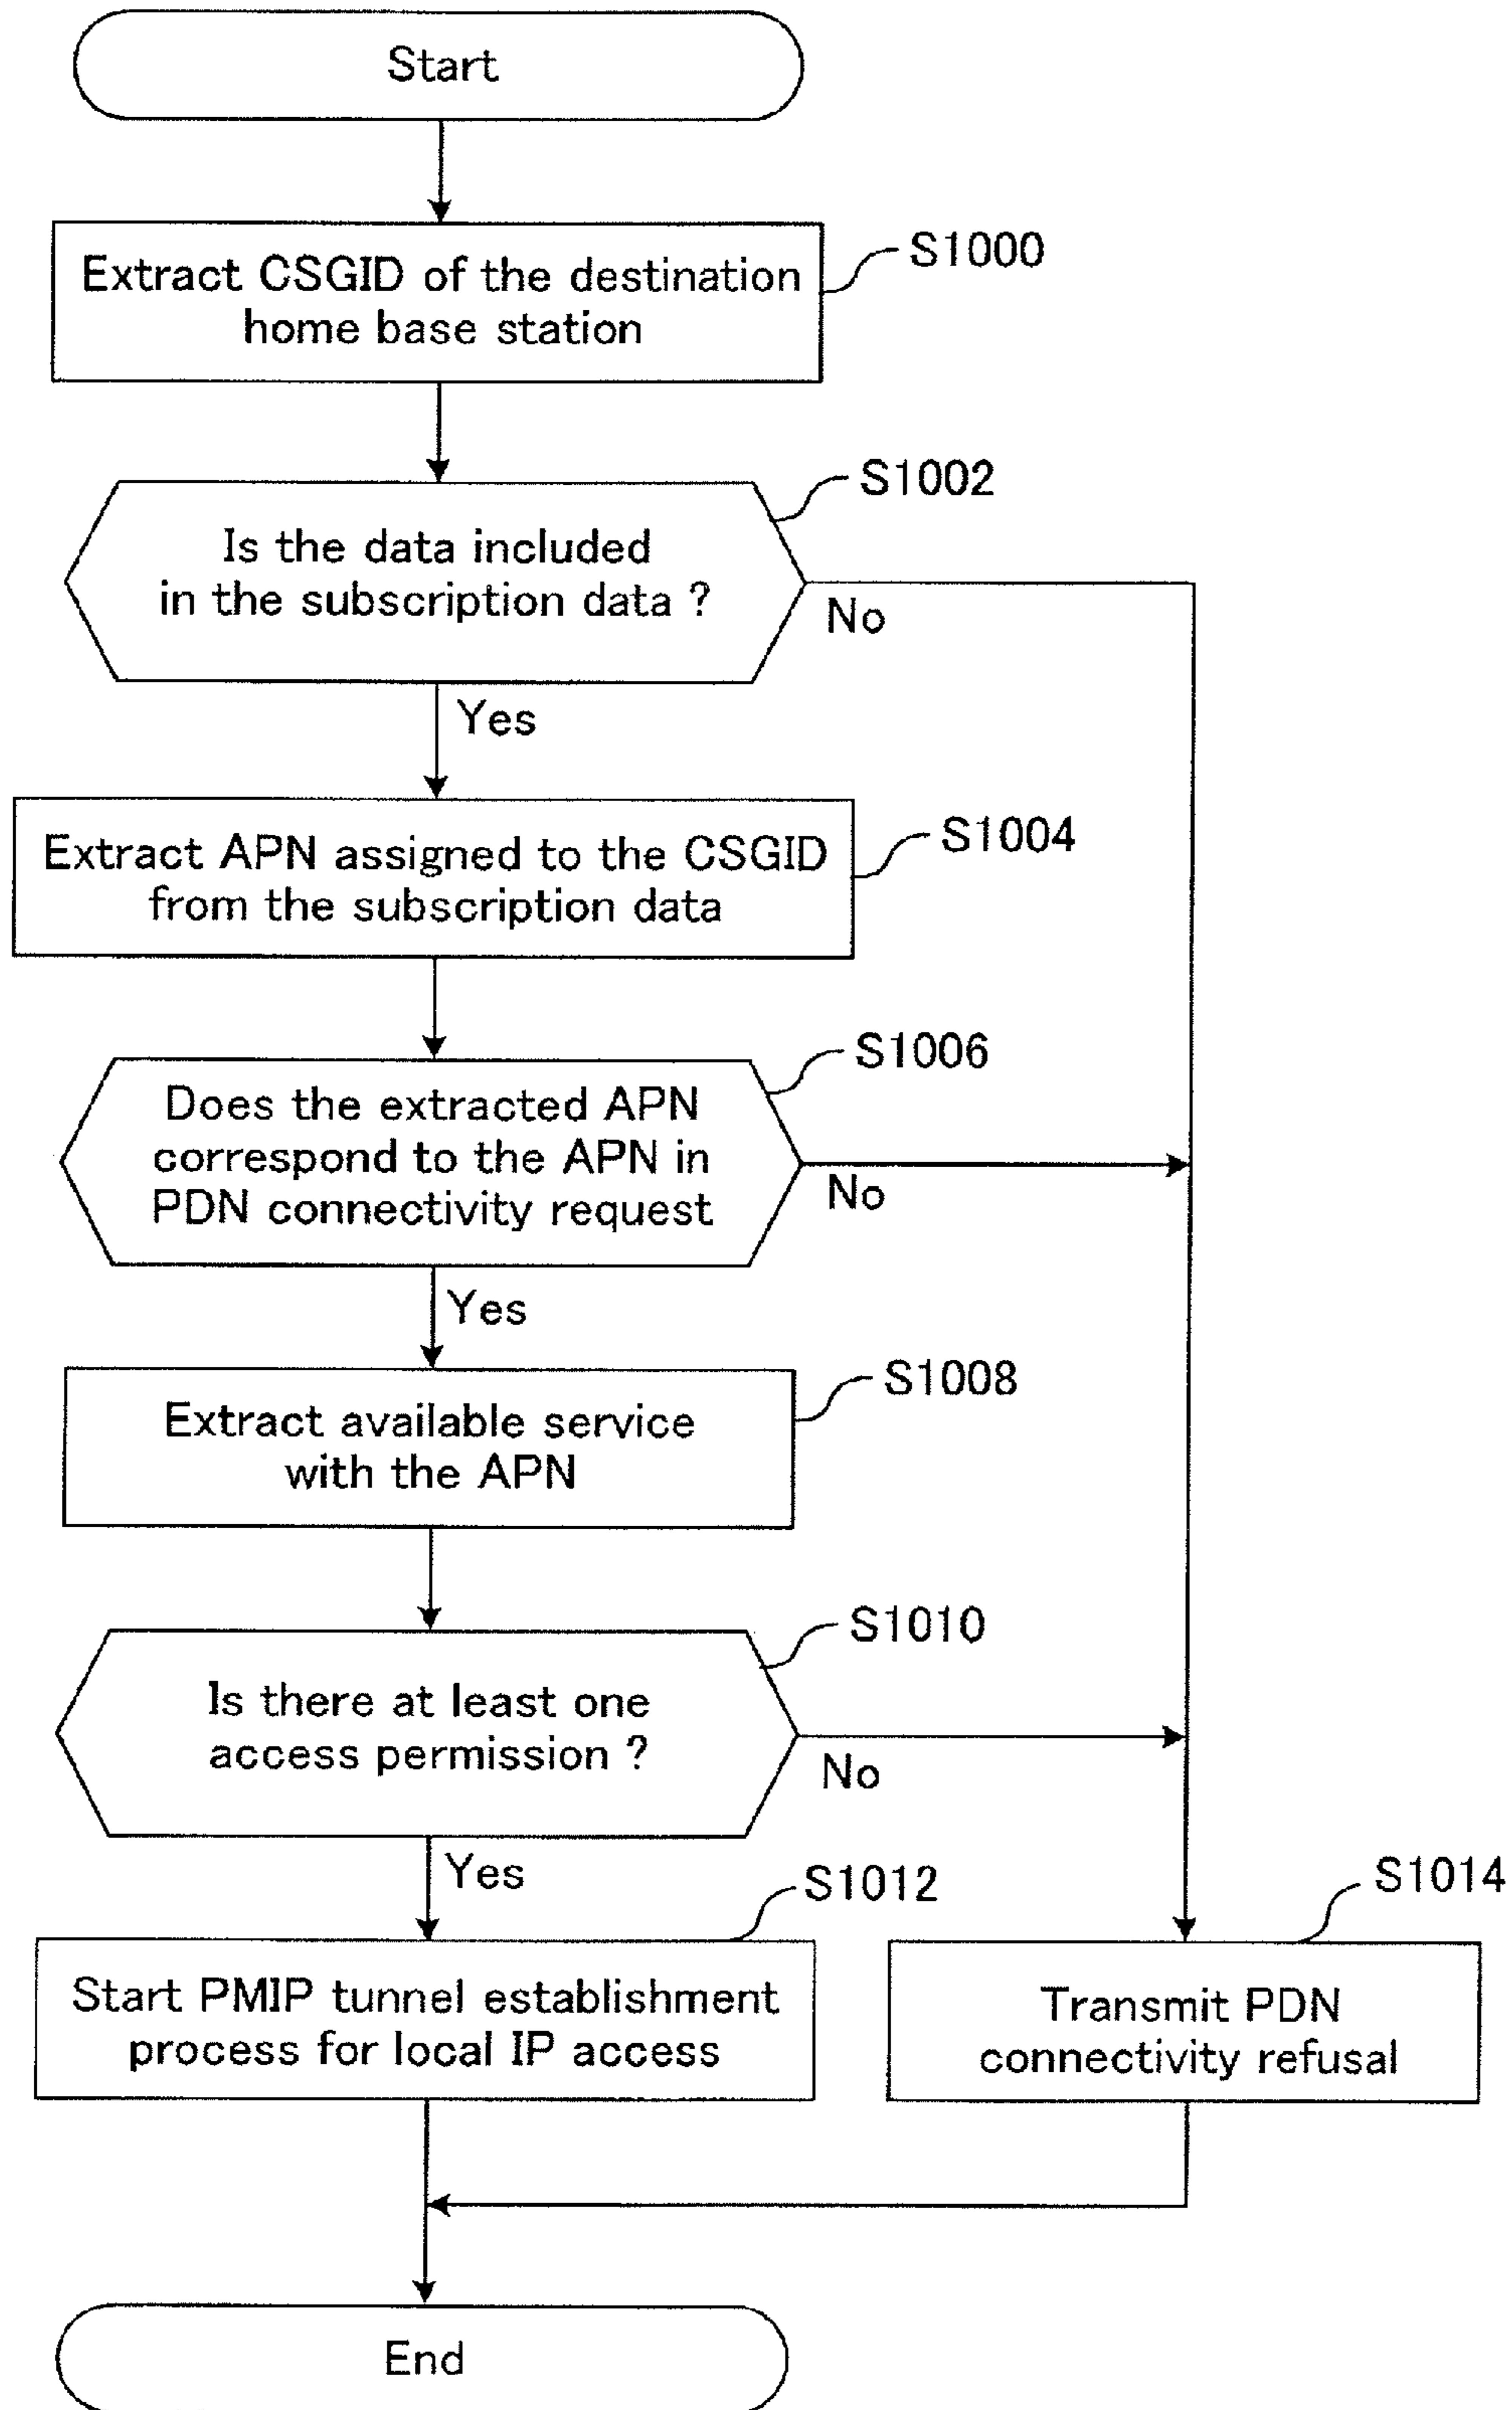 Start
Extract CSGID of the destination
home base station
S1000
Is the data included
in the subscription data ?
S1002
No
Yes
Extract APN assigned to the CSGID
from the subscription data
S1004
Does the extracted APN
correspond to the APN in
PDN connectivity request
S1006
No
Yes
Extract available service
with the APN
S1008
Is there at least one
access permission ?
S1010
No
Yes
Start PMIP tunnel establishment
process for local IP access
S1012
Transmit PDN
connectivity refusal
S1014
End